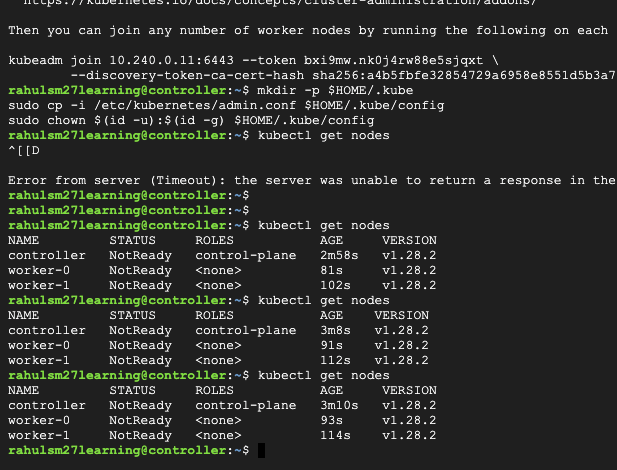 https://kubernetes.io/docs/concepts/cluster-administration/addons/
Then you can join any number of worker nodes by running the following on each
kubeadm join 10.240.0.11:6443 --token bxi9mw.nk0j4rw88e5sjqxt \
--discovery-token-ca-cert-hash sha256:a4b5fbfe32854729a6958e8551d5b3a7
rahulsm27learning@controller:~$ mkdir -p $HOME/.kube
sudo cp -i /etc/kubernetes/admin.conf $HOME/.kube/config
sudo chown $(id -u):$(id -g) $HOME/.kube/config
rahulsm27learning@controller:~$ kubectl get nodes
^[[D
Error from server (Timeout): the server was unable to return a response in the
rahulsm27learning@controller:~$
rahulsm27learning@controller:~$
rahulsm27learning@controller:~$ kubectl get nodes
NAME STATUS ROLES AGE VERSION
controller NotReady control-plane 2m58s v1.28.2
worker-0 NotReady <none> 81s v1.28.2
worker-1 NotReady <none> 102s v1.28.2
rahulsm27learning@controller:~$ kubectl get nodes
NAME STATUS ROLES AGE VERSION
controller NotReady control-plane 3m8s v1.28.2
worker-0 NotReady <none> 91s v1.28.2
worker-1 NotReady <none> 112s v1.28.2
rahulsm27learning@controller:~$ kubectl get nodes
NAME STATUS ROLES AGE VERSION
controller NotReady control-plane 3m10s v1.28.2
worker-0 NotReady <none> 93s v1.28.2
worker-1 NotReady <none> 114s v1.28.2
rahulsm27learning@controller:~$